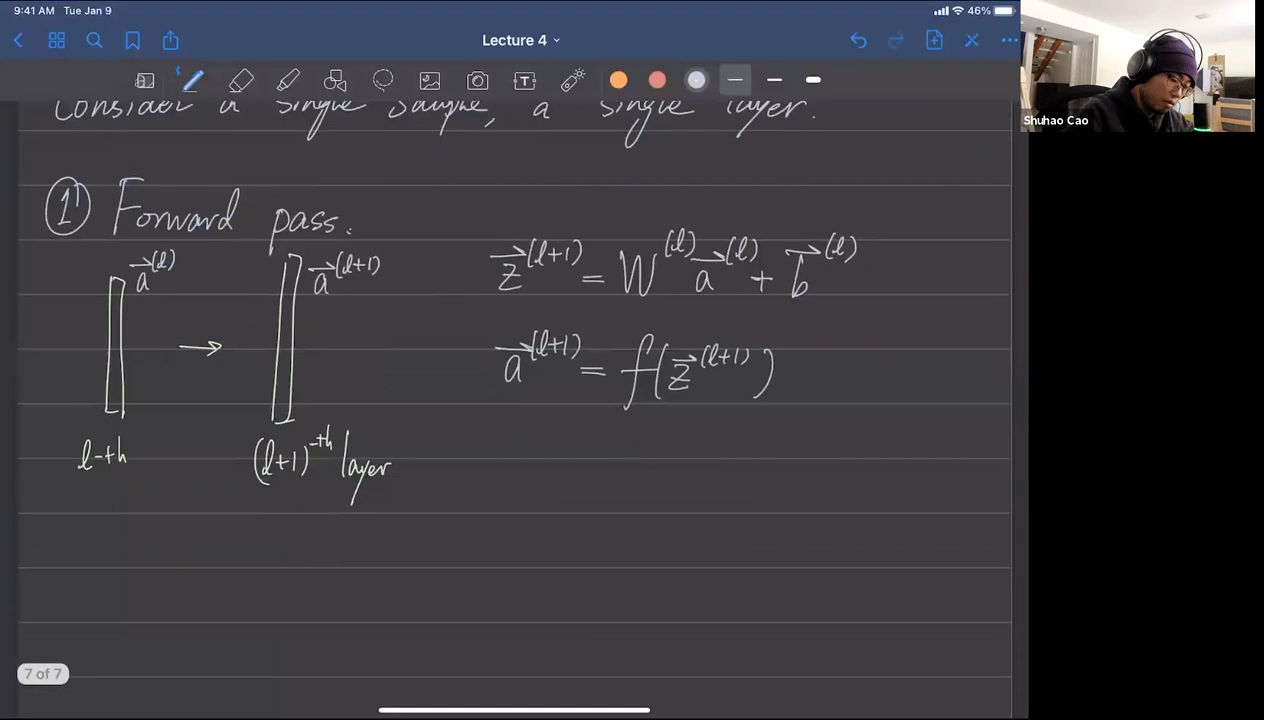 9:41 AM Tue Jan 9
46%
Lecture 4
T
Shuhao Cao
Consider a single sample, a single layer.
① Forward pass.
a⃗^(l) a⃗^(l+1)
z⃗^(l+1) = W^(l) a⃗^(l) + b⃗^(l)
a⃗^(l+1) = f(z⃗^(l+1))
l-th (l+1)^-th layer
7 of 7